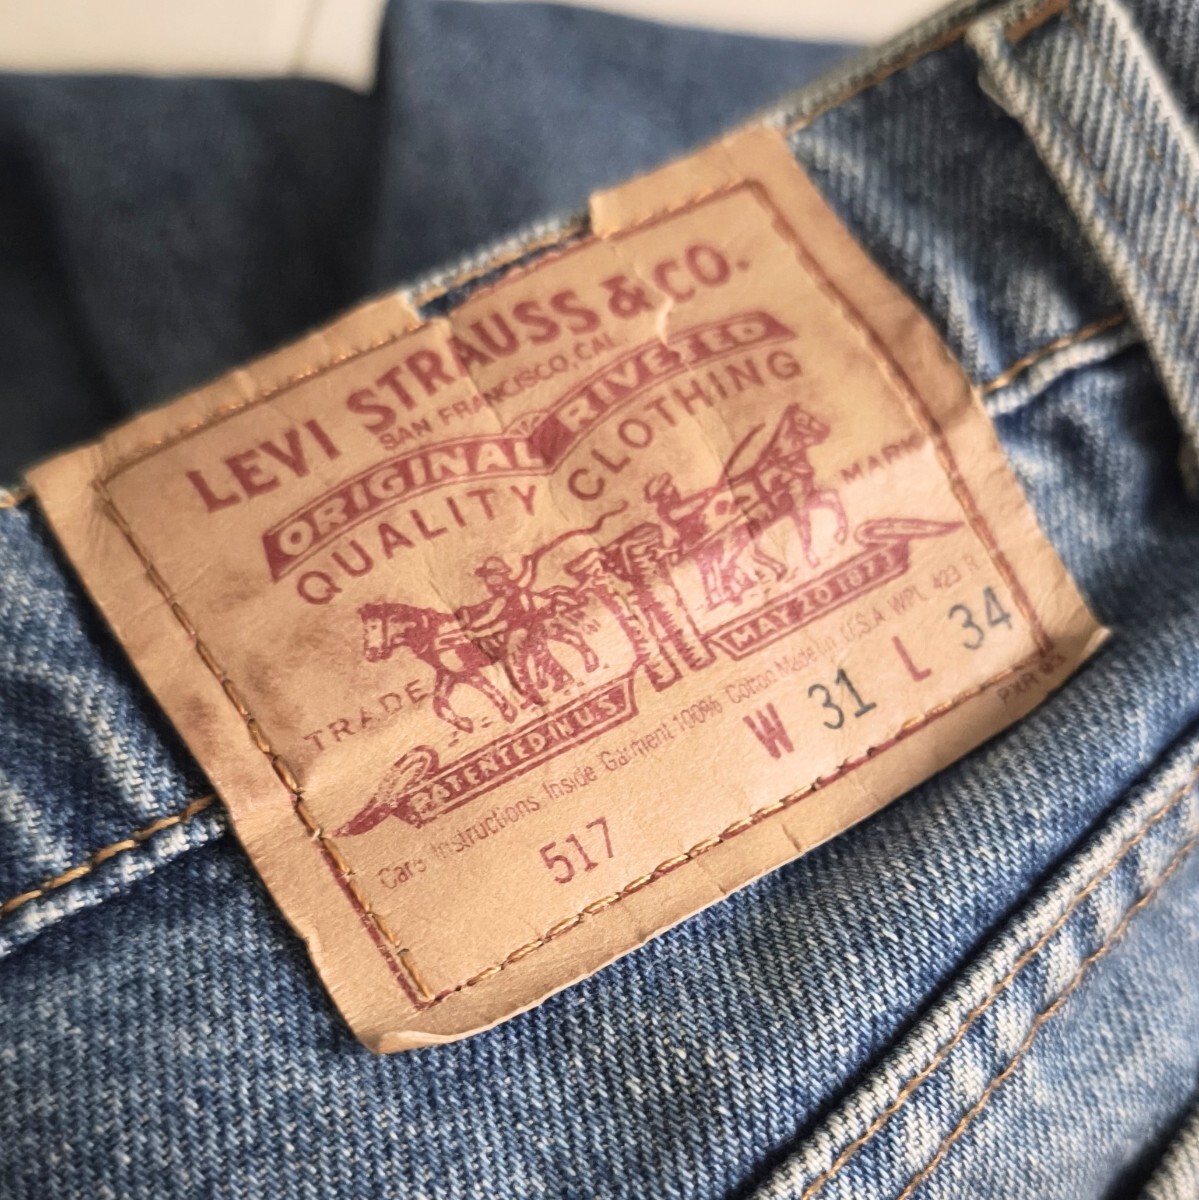 LEVI STRAUSS & CO.
SAN FRANCISCO, CAL
ORIGINAL RIVETED
QUALITY CLOTHING
TRADE MARK
PATENTED IN U.S. MAY 20 1873
Care Instructions Inside Garment 100% Cotton Made in U.S.A WPL 423 R
517 W 31 L 34